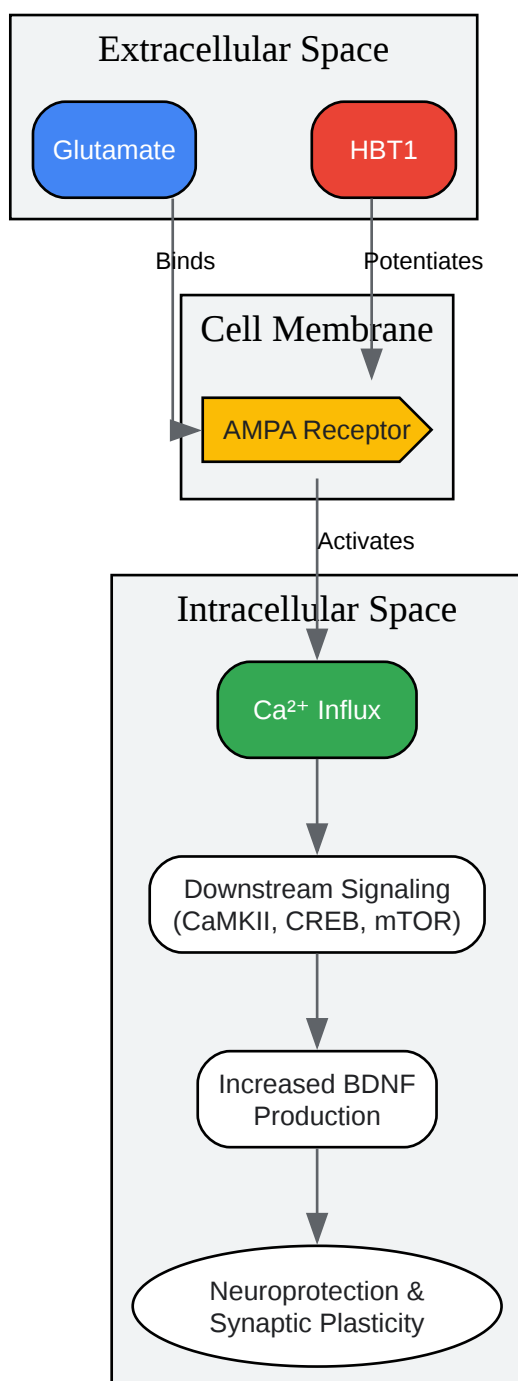 Extracellular Space
Glutamate
HBT1
Binds
Potentiates
Cell Membrane
AMPA Receptor
Activates
Intracellular Space
Ca²⁺ Influx
Downstream Signaling
(CaMKII, CREB, mTOR)
Increased BDNF
Production
Neuroprotection &
Synaptic Plasticity